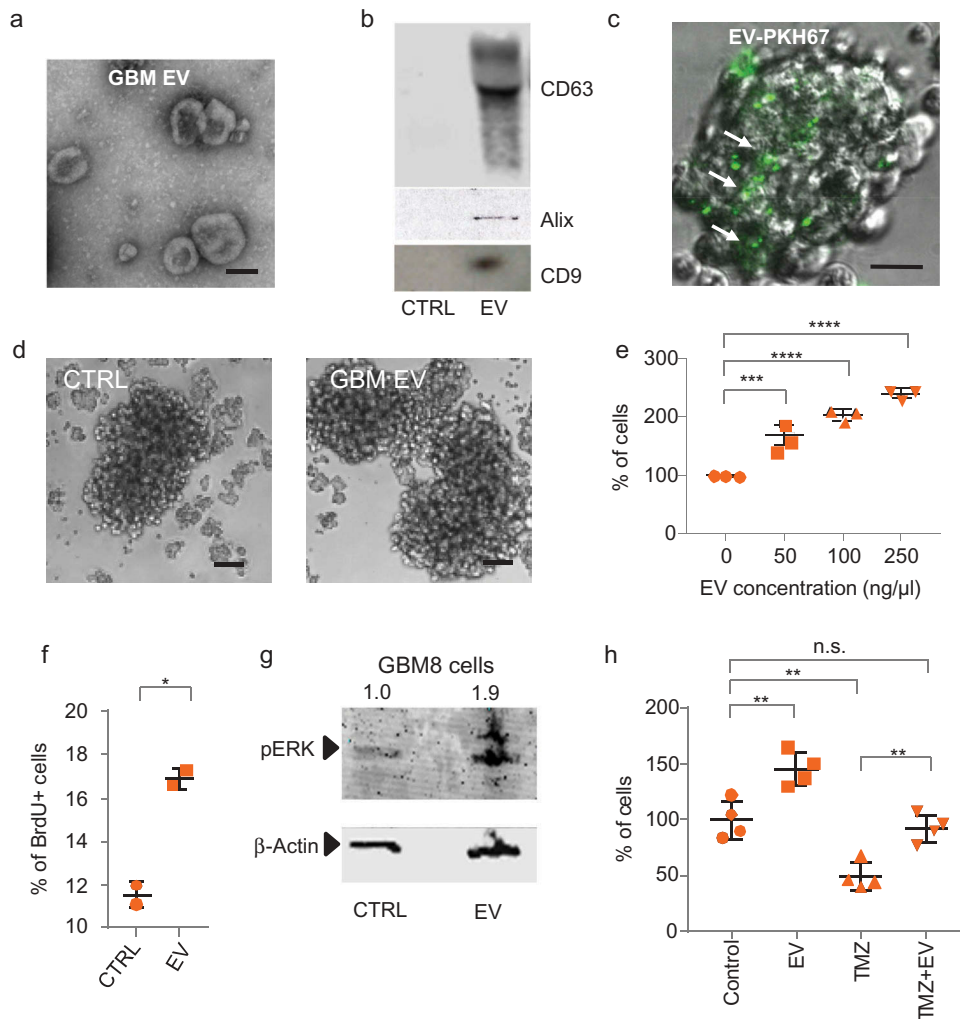 a
GBM EV
b
CD63
Alix
CD9
CTRL EV
c
EV-PKH67
d
CTRL
GBM EV
e
****
****
***
% of cells
300
200
100
0
0 50 100 250
EV concentration (ng/µl)
f
*
% of BrdU+ cells
20
18
16
14
12
11
10
CTRL
EV
g
GBM8 cells
1.0 1.9
pERK
β-Actin
CTRL EV
h
n.s.
**
**
**
% of cells
200
150
100
50
0
Control
EV
TMZ
TMZ+EV